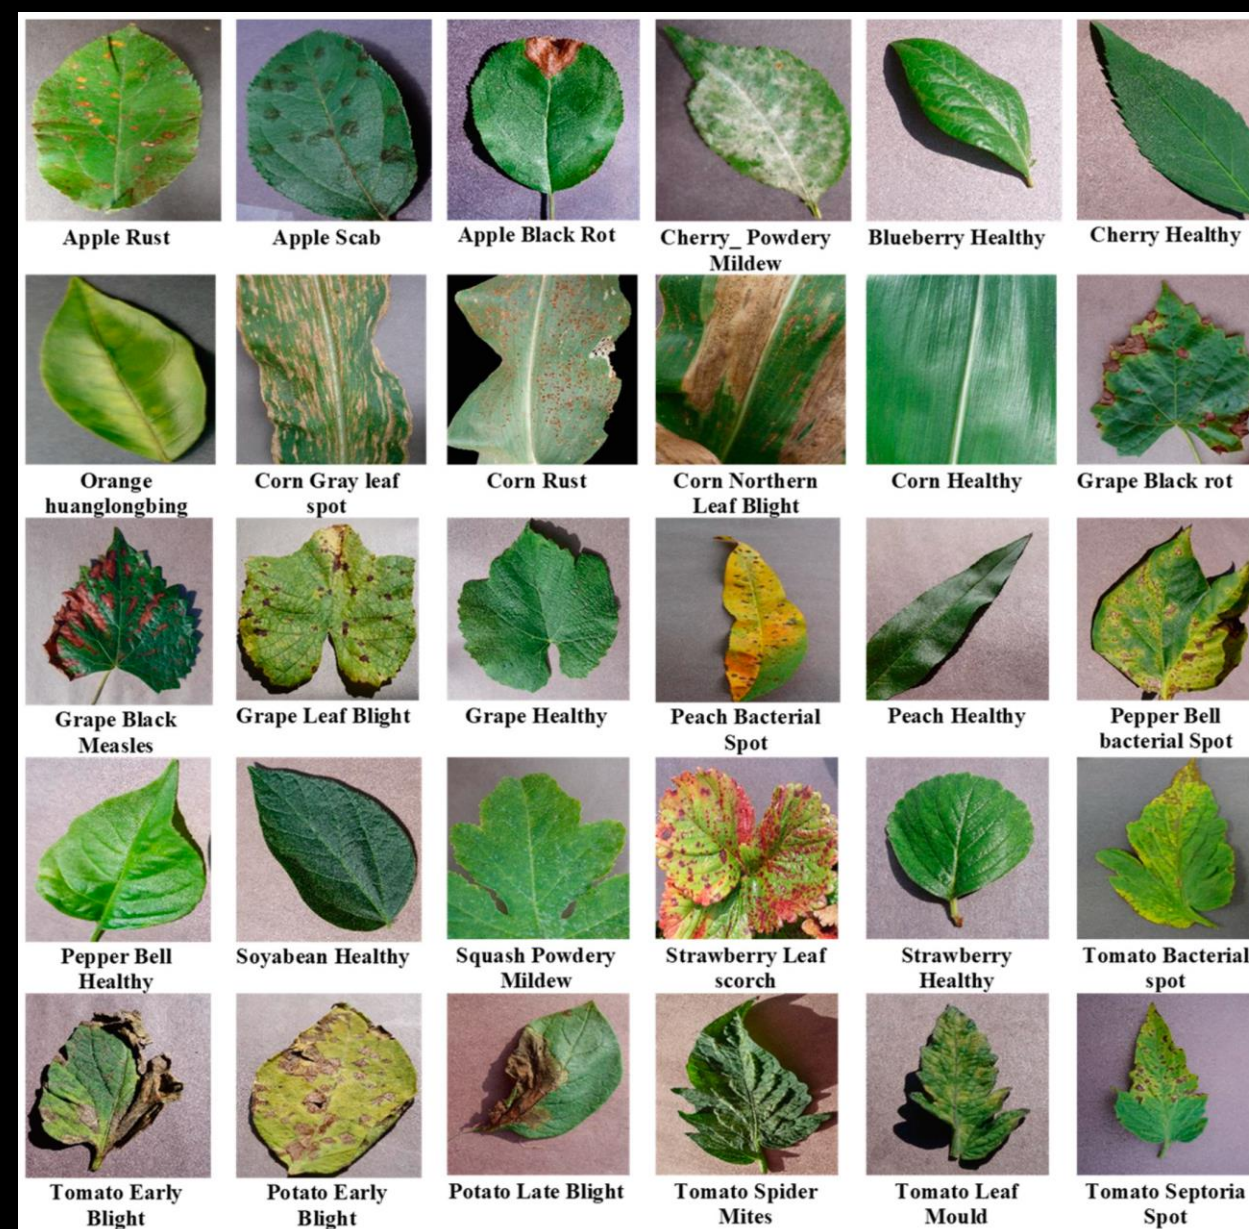 Apple Rust
Apple Scab
Apple Black Rot
Cherry_ Powdery
Mildew
Blueberry Healthy
Cherry Healthy
Orange
huanglongbing
Corn Gray leaf
spot
Corn Rust
Corn Northern
Leaf Blight
Corn Healthy
Grape Black rot
Grape Black
Measles
Grape Leaf Blight
Grape Healthy
Peach Bacterial
Spot
Peach Healthy
Pepper Bell
bacterial Spot
Pepper Bell
Healthy
Soyabean Healthy
Squash Powdery
Mildew
Strawberry Leaf
scorch
Strawberry
Healthy
Tomato Bacterial
spot
Tomato Early
Blight
Potato Early
Blight
Potato Late Blight
Tomato Spider
Mites
Tomato Leaf
Mould
Tomato Septoria
Spot